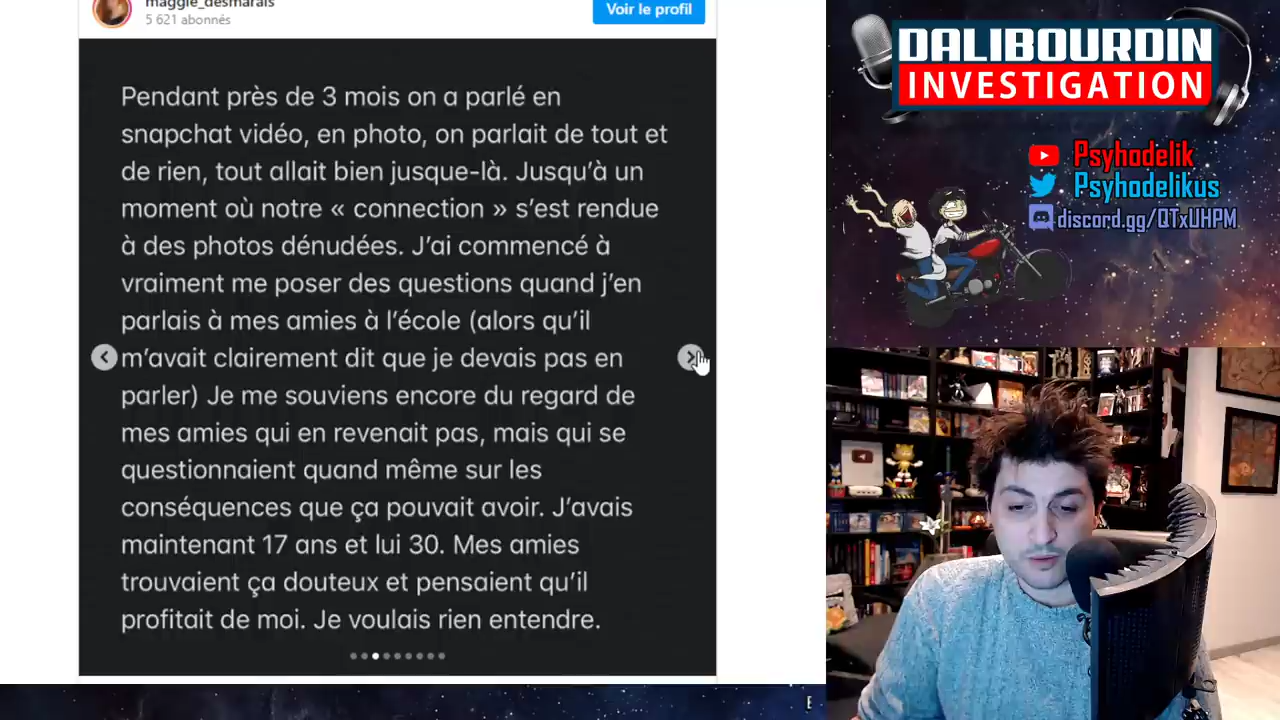 maggie_desmarais
5 621 abonnés
Voir le profil
Pendant près de 3 mois on a parlé en
snapchat vidéo, en photo, on parlait de tout et
de rien, tout allait bien jusque-là. Jusqu'à un
moment où notre « connection » s'est rendue
à des photos dénudées. J'ai commencé à
vraiment me poser des questions quand j'en
parlais à mes amies à l'école (alors qu'il
m'avait clairement dit que je devais pas en
parler) Je me souviens encore du regard de
mes amies qui en revenait pas, mais qui se
questionnaient quand même sur les
conséquences que ça pouvait avoir. J'avais
maintenant 17 ans et lui 30. Mes amies
trouvaient ça douteux et pensaient qu'il
profitait de moi. Je voulais rien entendre.
DALIBOURDIN
INVESTIGATION
Psyhodelik
Psyhodelikus
discord.gg/QTxUHPM
E